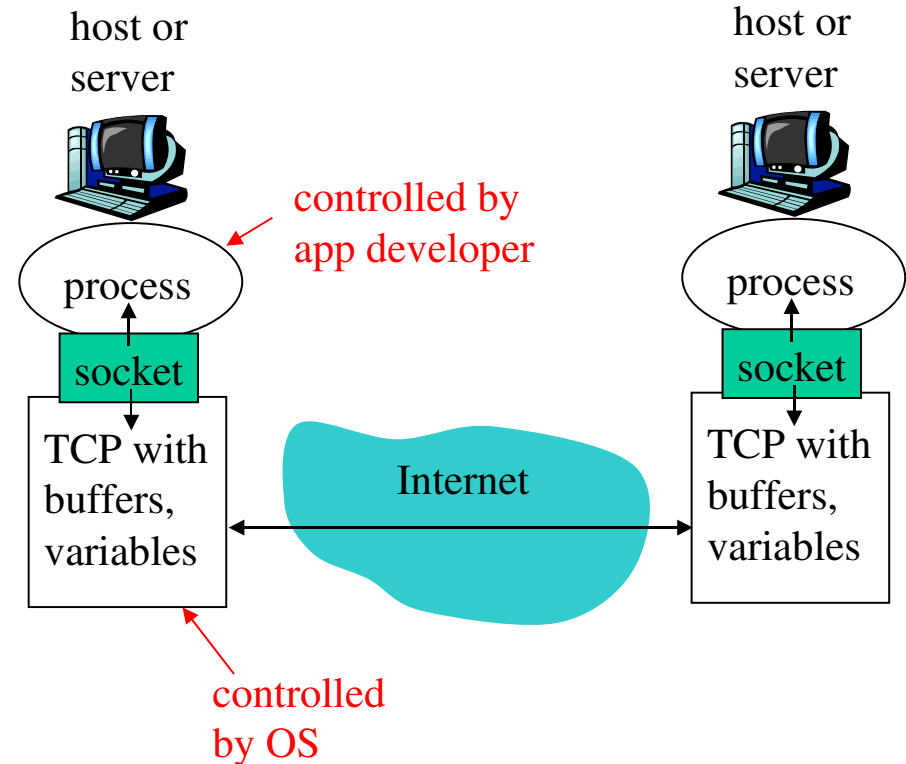 host or
server
host or
server
controlled by
app developer
process
process
socket
socket
TCP with
buffers,
variables
Internet
TCP with
buffers,
variables
controlled
by OS